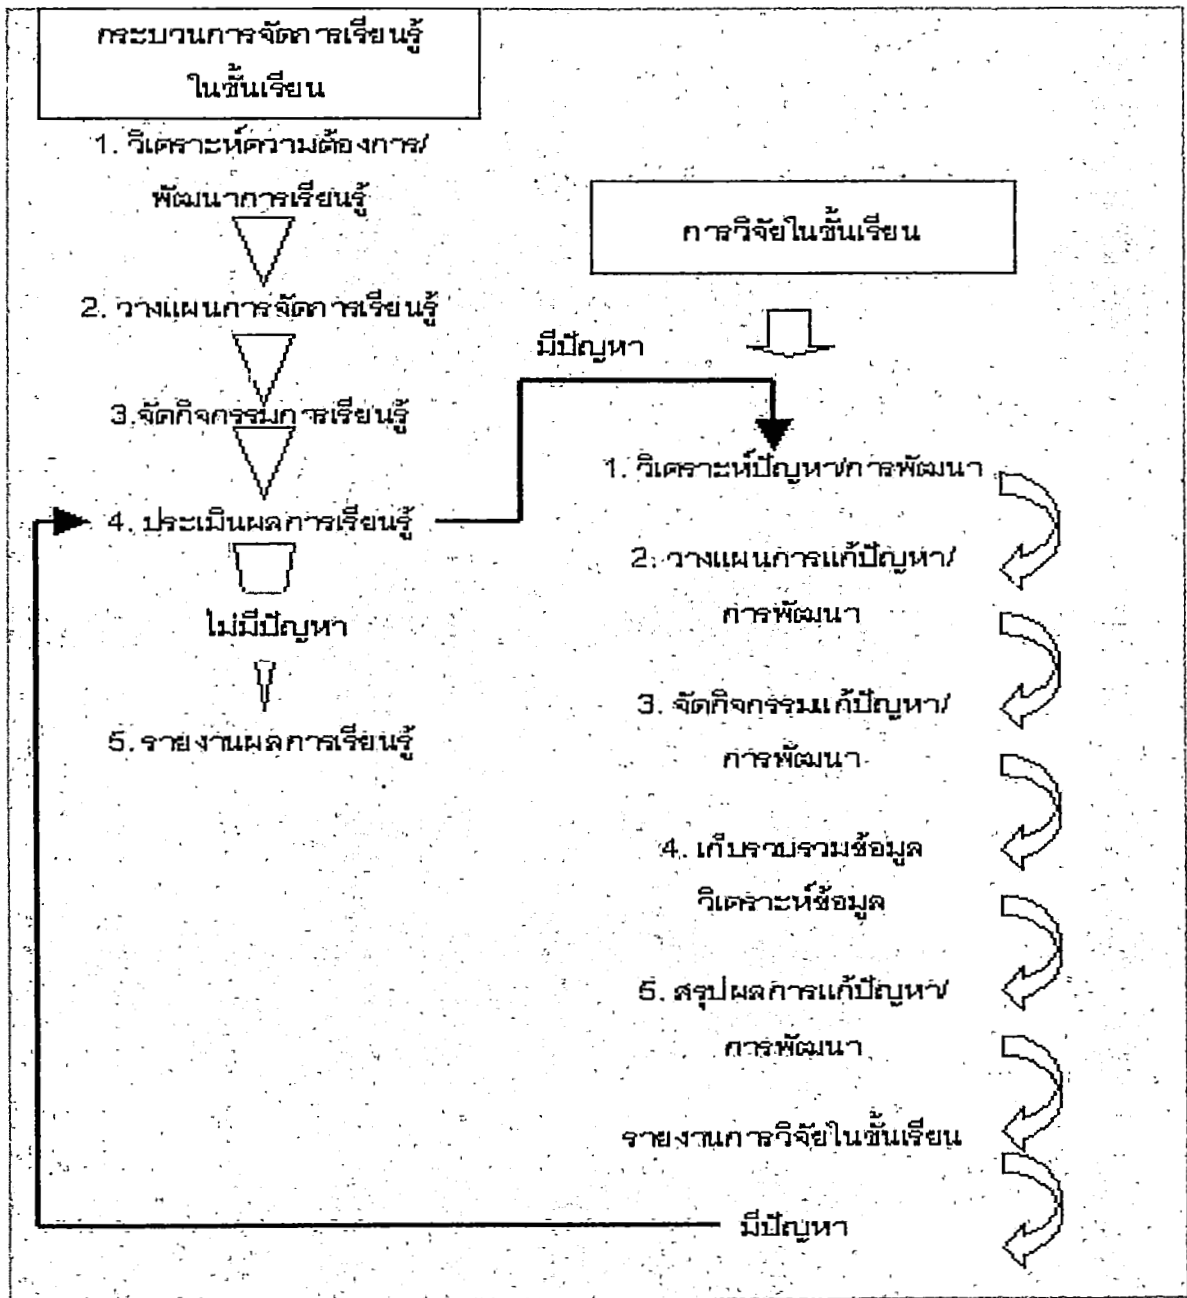 กระบวนการจัดการเรียนรู้
ในชั้นเรียน
1. วิเคราะห์ความต้องการ/
พัฒนาการเรียนรู้
2. วางแผนการจัดการเรียนรู้
3.จัดกิจกรรมการเรียนรู้
4. ประเมินผลการเรียนรู้
ไม่มีปัญหา
5. รายงานผลการเรียนรู้
มีปัญหา
การวิจัยในชั้นเรียน
1. วิเคราะห์ปัญหา/การพัฒนา
2. วางแผนการแก้ปัญหา/
การพัฒนา
3. จัดกิจกรรมแก้ปัญหา/
การพัฒนา
4. เก็บรวบรวมข้อมูล
วิเคราะห์ข้อมูล
5. สรุปผลการแก้ปัญหา/
การพัฒนา
รายงานการวิจัยในชั้นเรียน
มีปัญหา